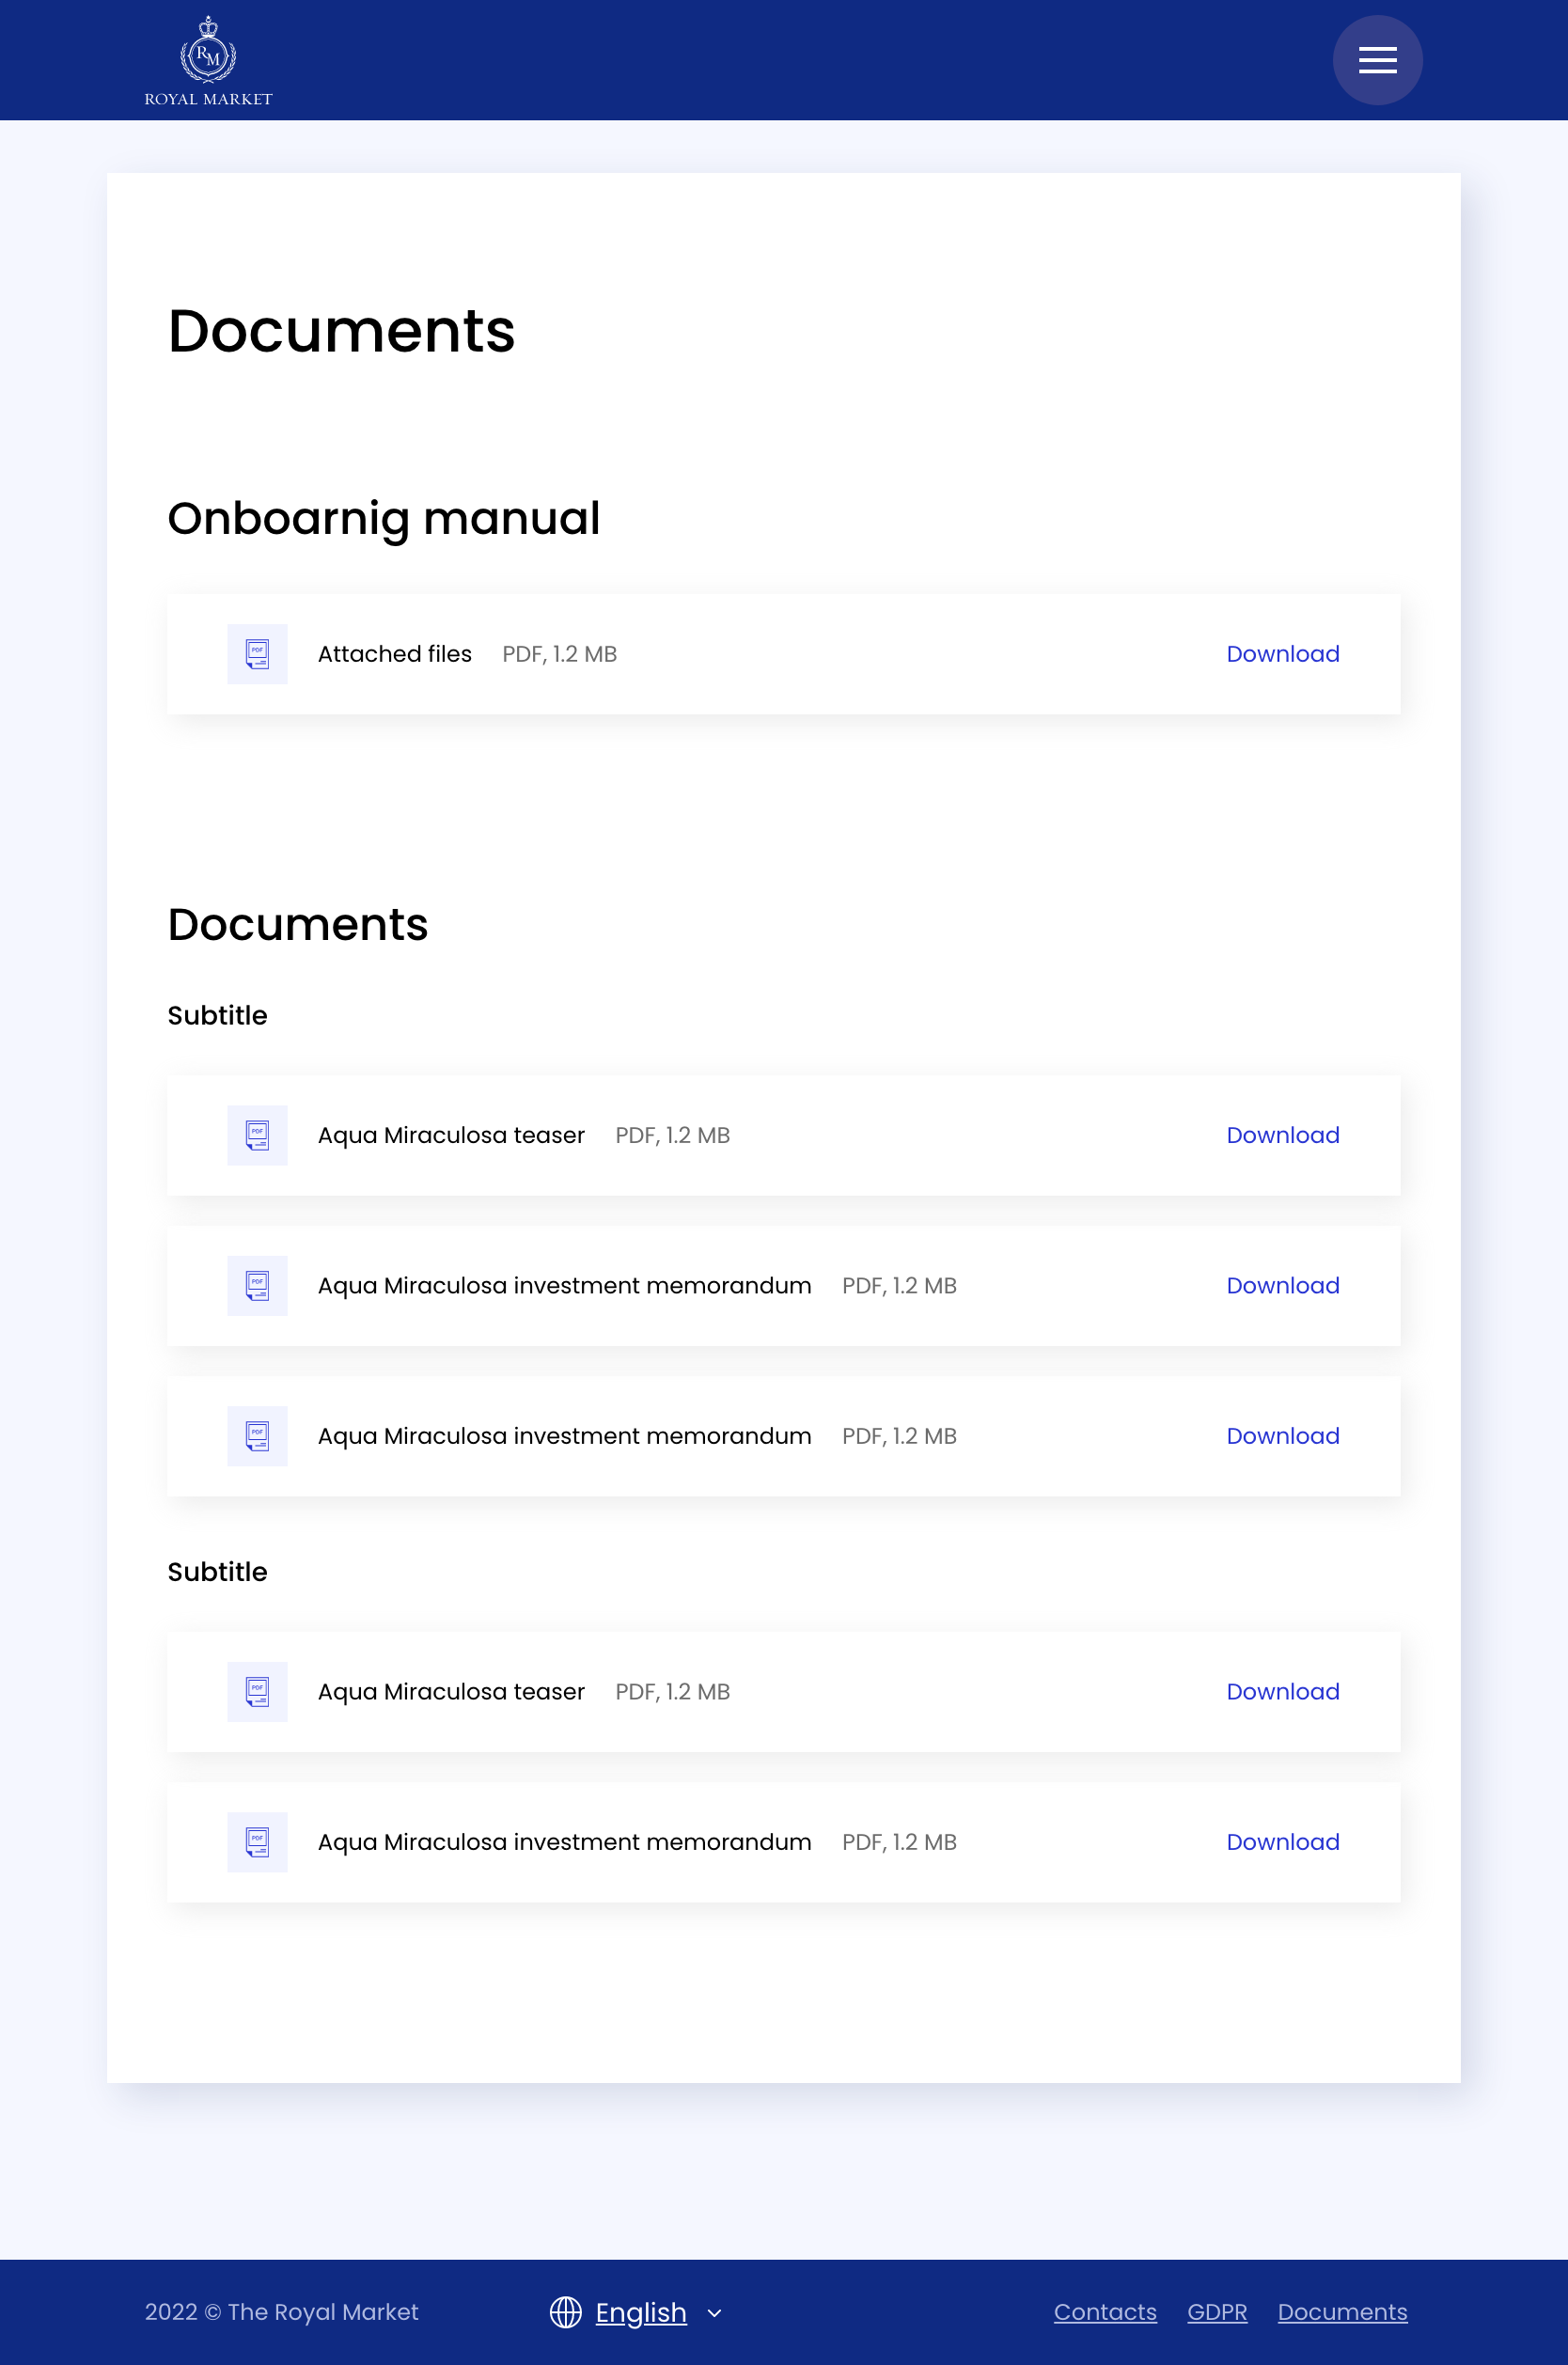 RM
ROYAL MARKET
Documents
Onboarnig manual
PDF Attached files PDF, 1.2 MB Download
Documents
Subtitle
PDF Aqua Miraculosa teaser PDF, 1.2 MB Download
PDF Aqua Miraculosa investment memorandum PDF, 1.2 MB Download
PDF Aqua Miraculosa investment memorandum PDF, 1.2 MB Download
Subtitle
PDF Aqua Miraculosa teaser PDF, 1.2 MB Download
PDF Aqua Miraculosa investment memorandum PDF, 1.2 MB Download
2022 © The Royal Market English Contacts GDPR Documents